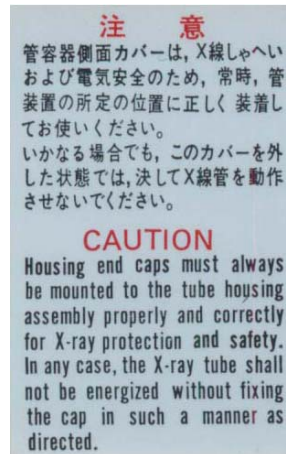 注 意
管容器側面カバーは, X線しゃへい
および電気安全のため, 常時, 管
装置の所定の位置に正しく 装着し
てお使いください。
いかなる場合でも, このカバーを外
した状態では, 決してX線管を動作
させないでください。
CAUTION
Housing end caps must always
be mounted to the tube housing
assembly properly and correctly
for X-ray protection and safety.
In any case, the X-ray tube shall
not be energized without fixing
the cap in such a manner as
directed.